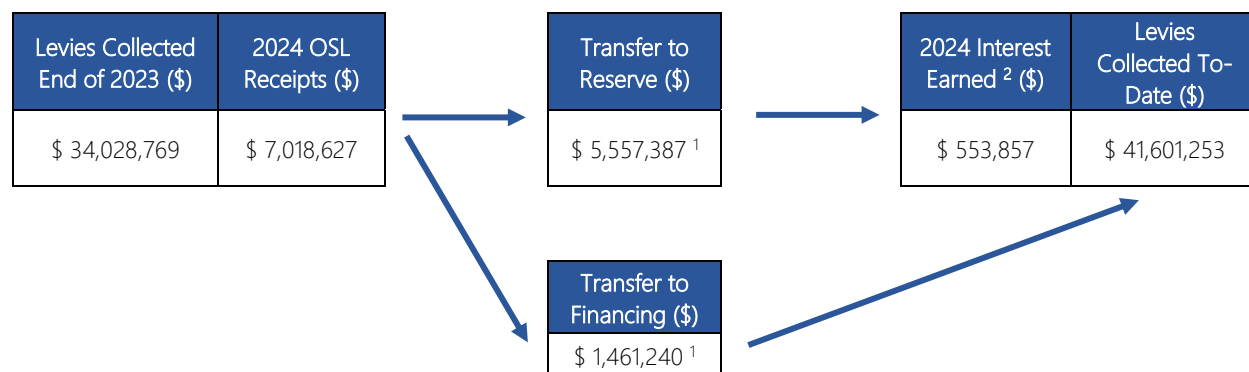 Levies Collected
End of 2023 ($)
2024 OSL
Receipts ($)
$ 34,028,769
$ 7,018,627
Transfer to
Reserve ($)
$ 5,557,387 ¹
2024 Interest
Earned ² ($)
Levies
Collected To-
Date ($)
$ 553,857
$ 41,601,253
Transfer to
Financing ($)
$ 1,461,240 ¹